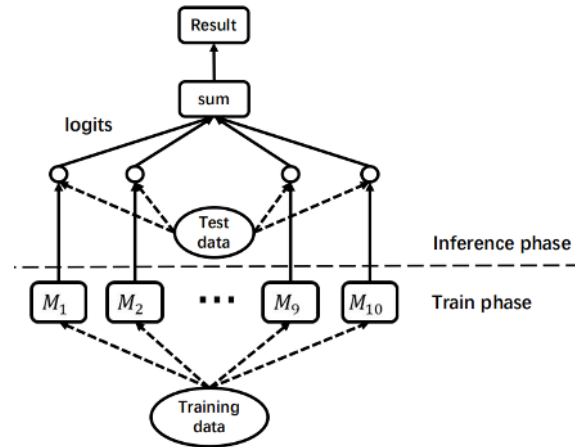 Result
sum
logits
Test
data
Inference phase
M₁ M₂ ... M₉ M₁₀
Train phase
Training
data